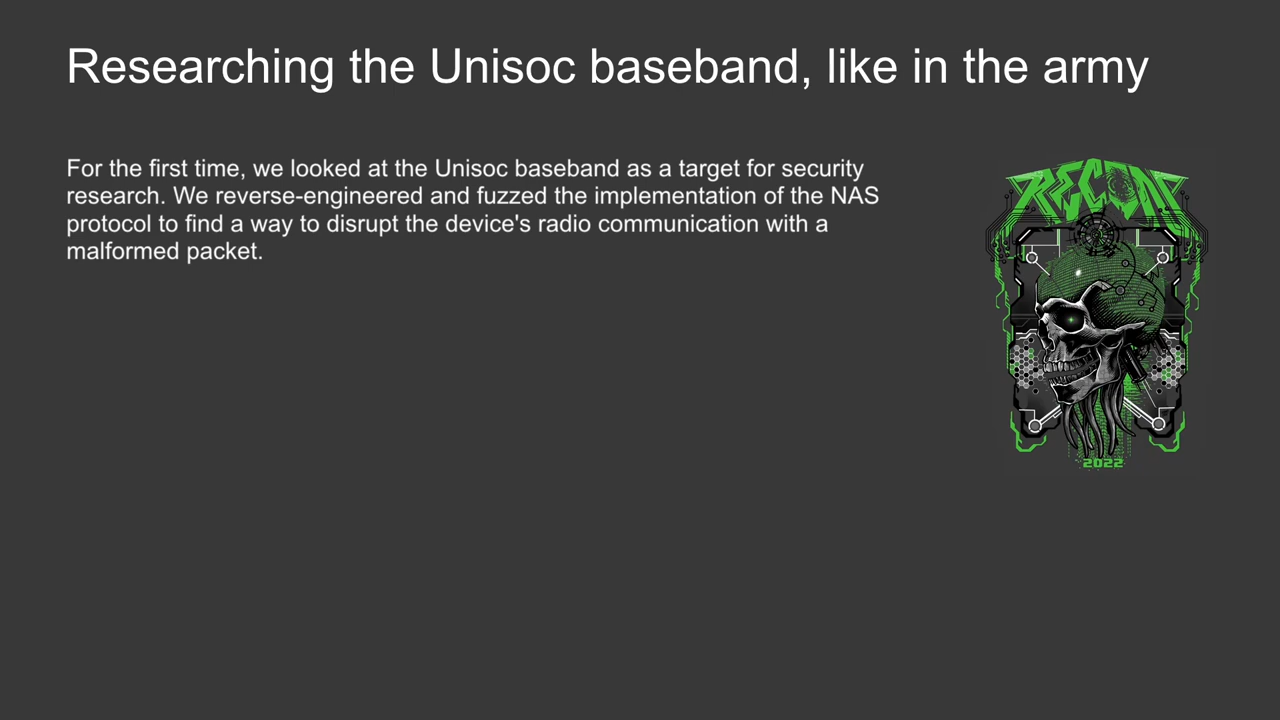 Researching the Unisoc baseband, like in the army
For the first time, we looked at the Unisoc baseband as a target for security
research. We reverse-engineered and fuzzed the implementation of the NAS
protocol to find a way to disrupt the device's radio communication with a
malformed packet.
RECON
2022